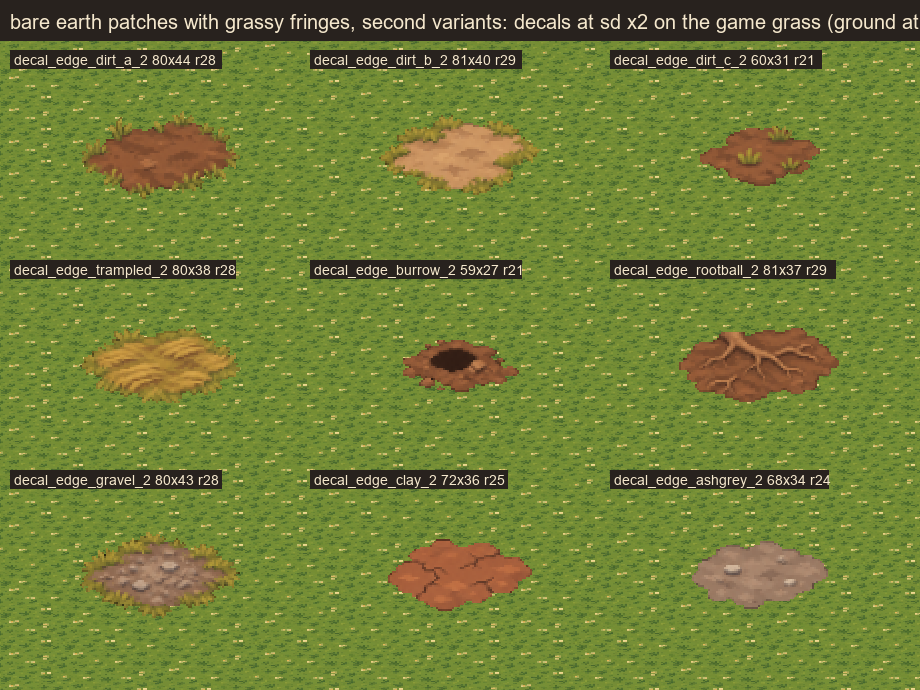 bare earth patches with grassy fringes, second variants: decals at sd x2 on the game grass (ground at
decal_edge_dirt_a_2 80x44 r28
decal_edge_dirt_b_2 81x40 r29
decal_edge_dirt_c_2 60x31 r21
decal_edge_trampled_2 80x38 r28
decal_edge_burrow_2 59x27 r21
decal_edge_rootball_2 81x37 r29
decal_edge_gravel_2 80x43 r28
decal_edge_clay_2 72x36 r25
decal_edge_ashgrey_2 68x34 r24